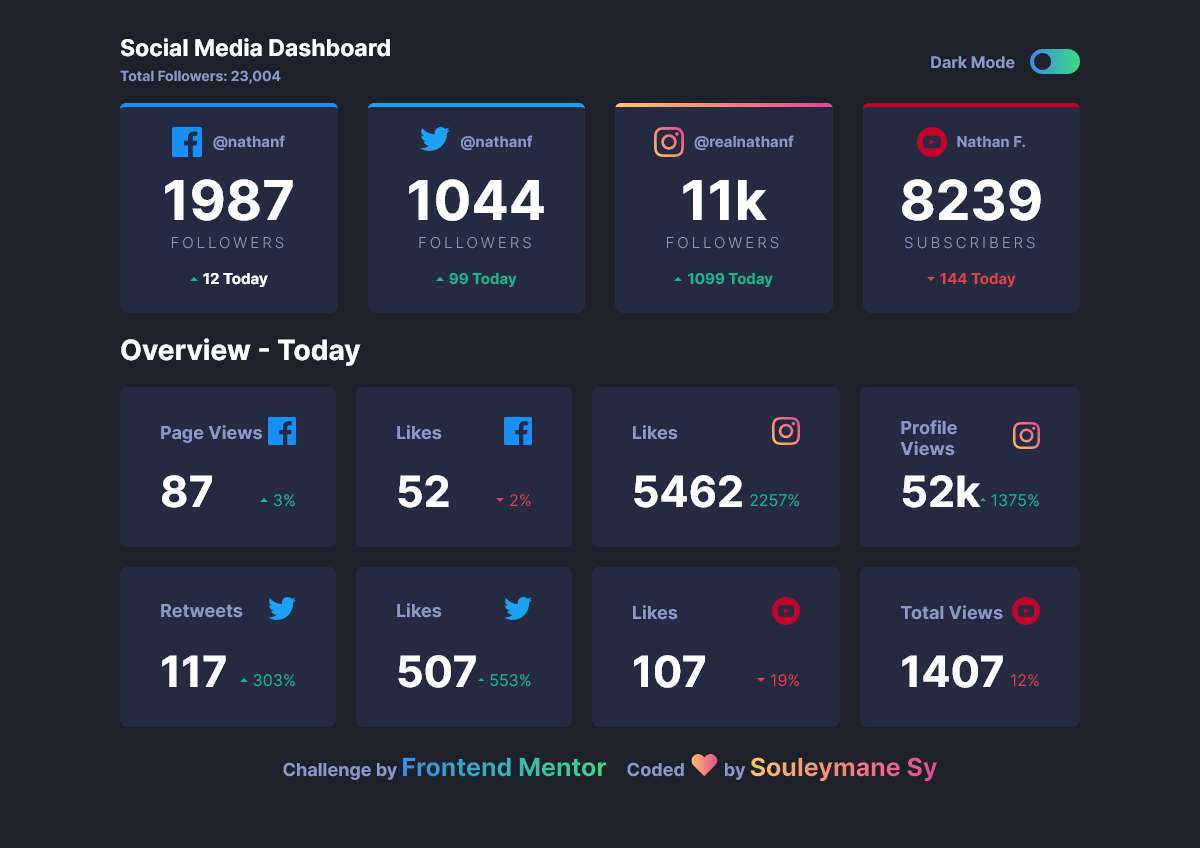 Social Media Dashboard
Total Followers: 23,004
Dark Mode
@nathanf
1987
FOLLOWERS
12 Today
@nathanf
1044
FOLLOWERS
99 Today
@realnathanf
11k
FOLLOWERS
1099 Today
Nathan F.
8239
SUBSCRIBERS
144 Today
Overview - Today
Page Views
87
3%
Likes
52
2%
Likes
5462
2257%
Profile
Views
52k
1375%
Retweets
117
303%
Likes
507
553%
Likes
107
19%
Total Views
1407
12%
Challenge by Frontend Mentor Coded by Souleymane Sy